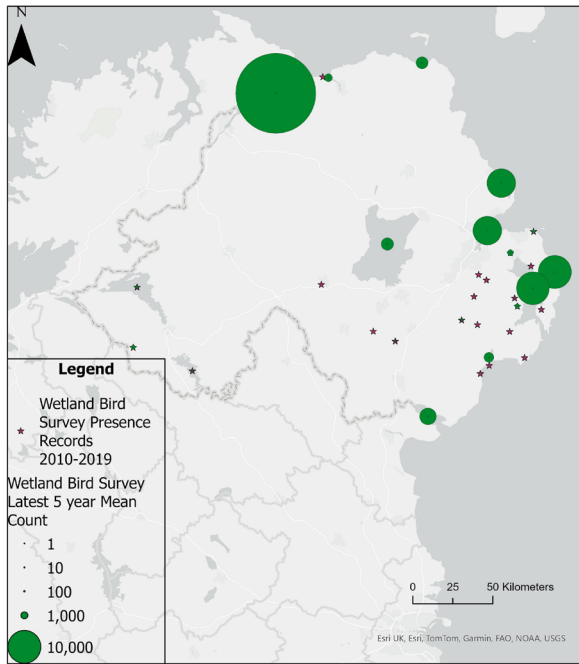 N
Legend
Wetland Bird
Survey Presence
Records
2010-2019
Wetland Bird Survey
Latest 5 year Mean
Count
1
10
100
1,000
10,000
0 25 50 Kilometers
Esri UK, Esri, TomTom, Garmin, FAO, NOAA, USGS